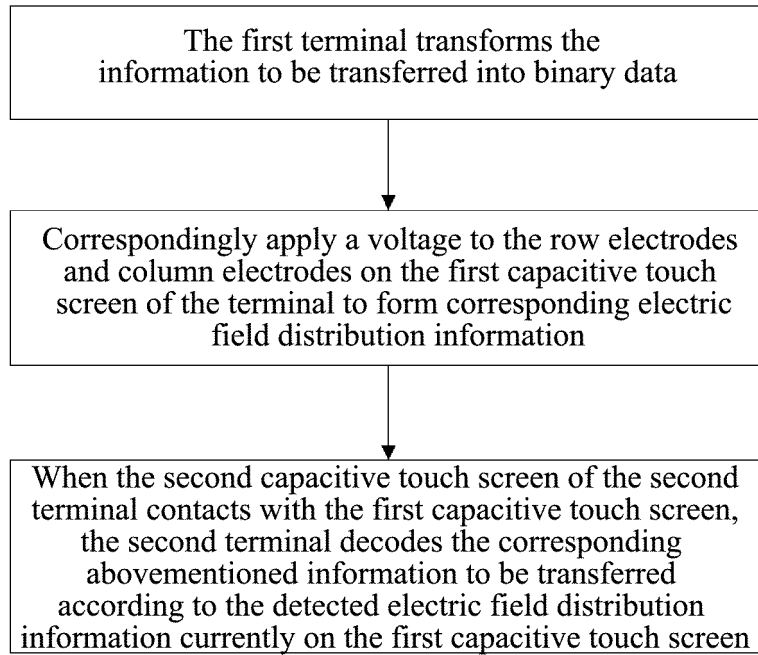 The first terminal transforms the
information to be transferred into binary data
Correspondingly apply a voltage to the row electrodes
and column electrodes on the first capacitive touch
screen of the terminal to form corresponding electric
field distribution information
When the second capacitive touch screen of the second
terminal contacts with the first capacitive touch screen,
the second terminal decodes the corresponding
abovementioned information to be transferred
according to the detected electric field distribution
information currently on the first capacitive touch screen